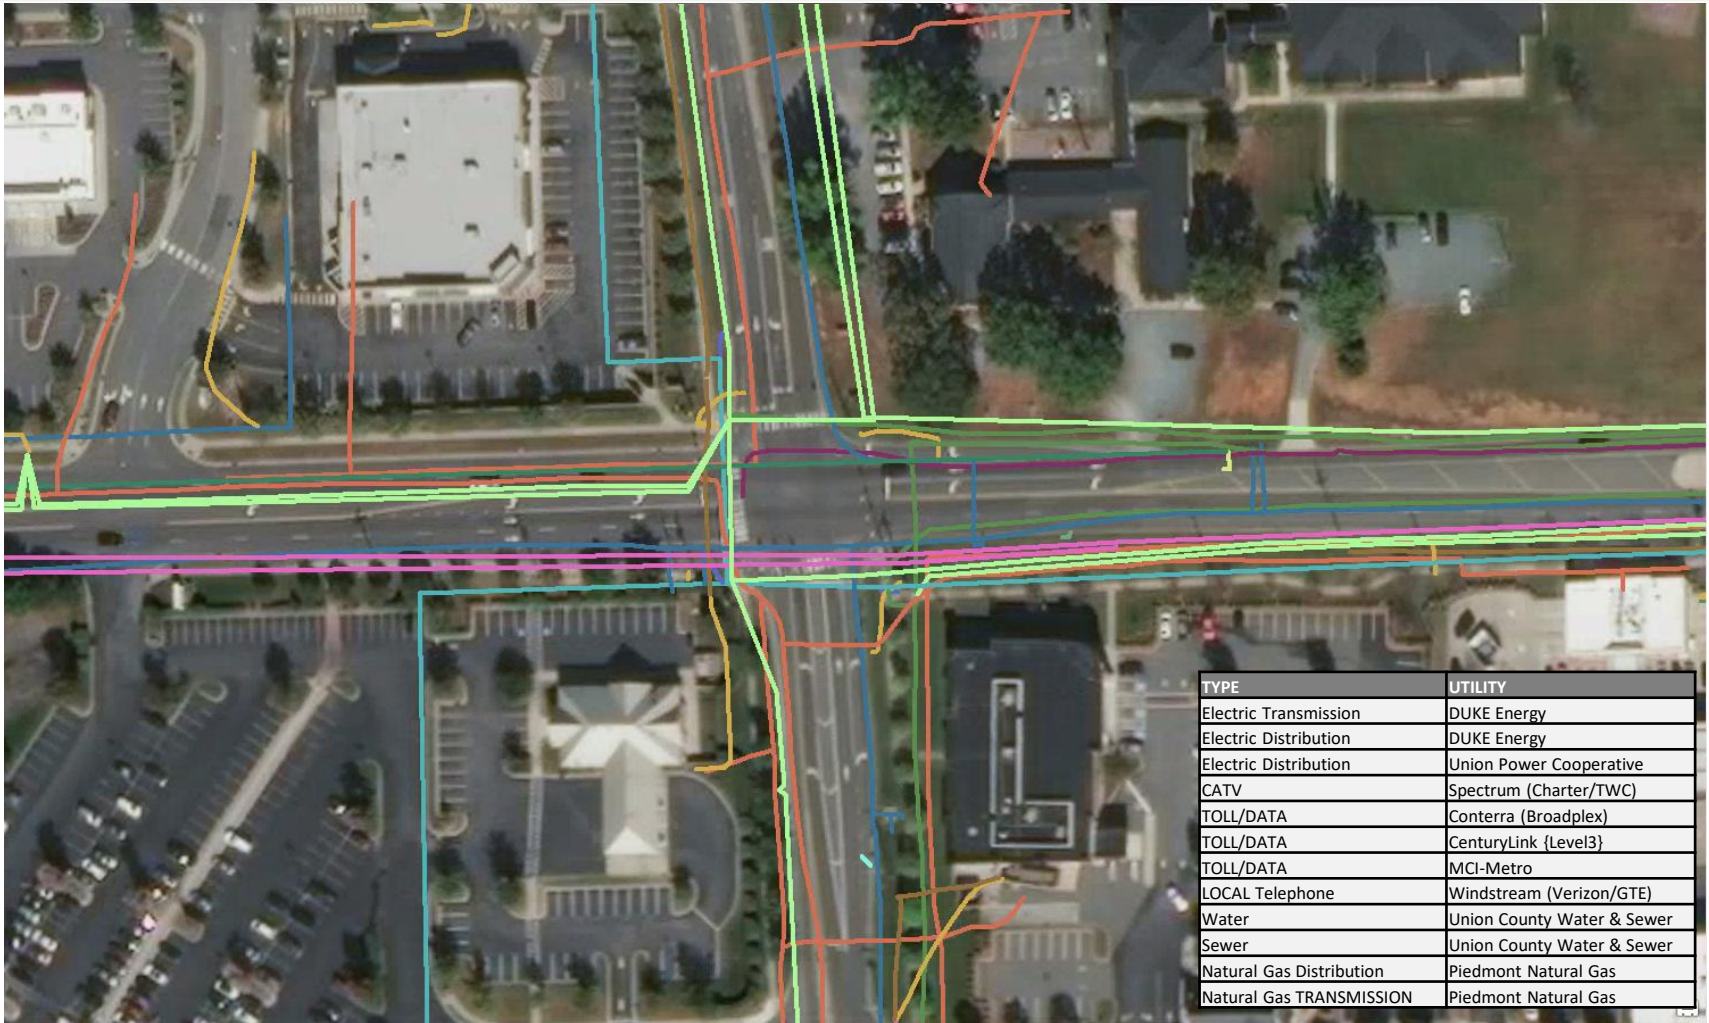 TYPE UTILITY
Electric Transmission DUKE Energy
Electric Distribution DUKE Energy
Electric Distribution Union Power Cooperative
CATV Spectrum (Charter/TWC)
TOLL/DATA Conterra (Broadplex)
TOLL/DATA CenturyLink {Level3}
TOLL/DATA MCI-Metro
LOCAL Telephone Windstream (Verizon/GTE)
Water Union County Water & Sewer
Sewer Union County Water & Sewer
Natural Gas Distribution Piedmont Natural Gas
Natural Gas TRANSMISSION Piedmont Natural Gas